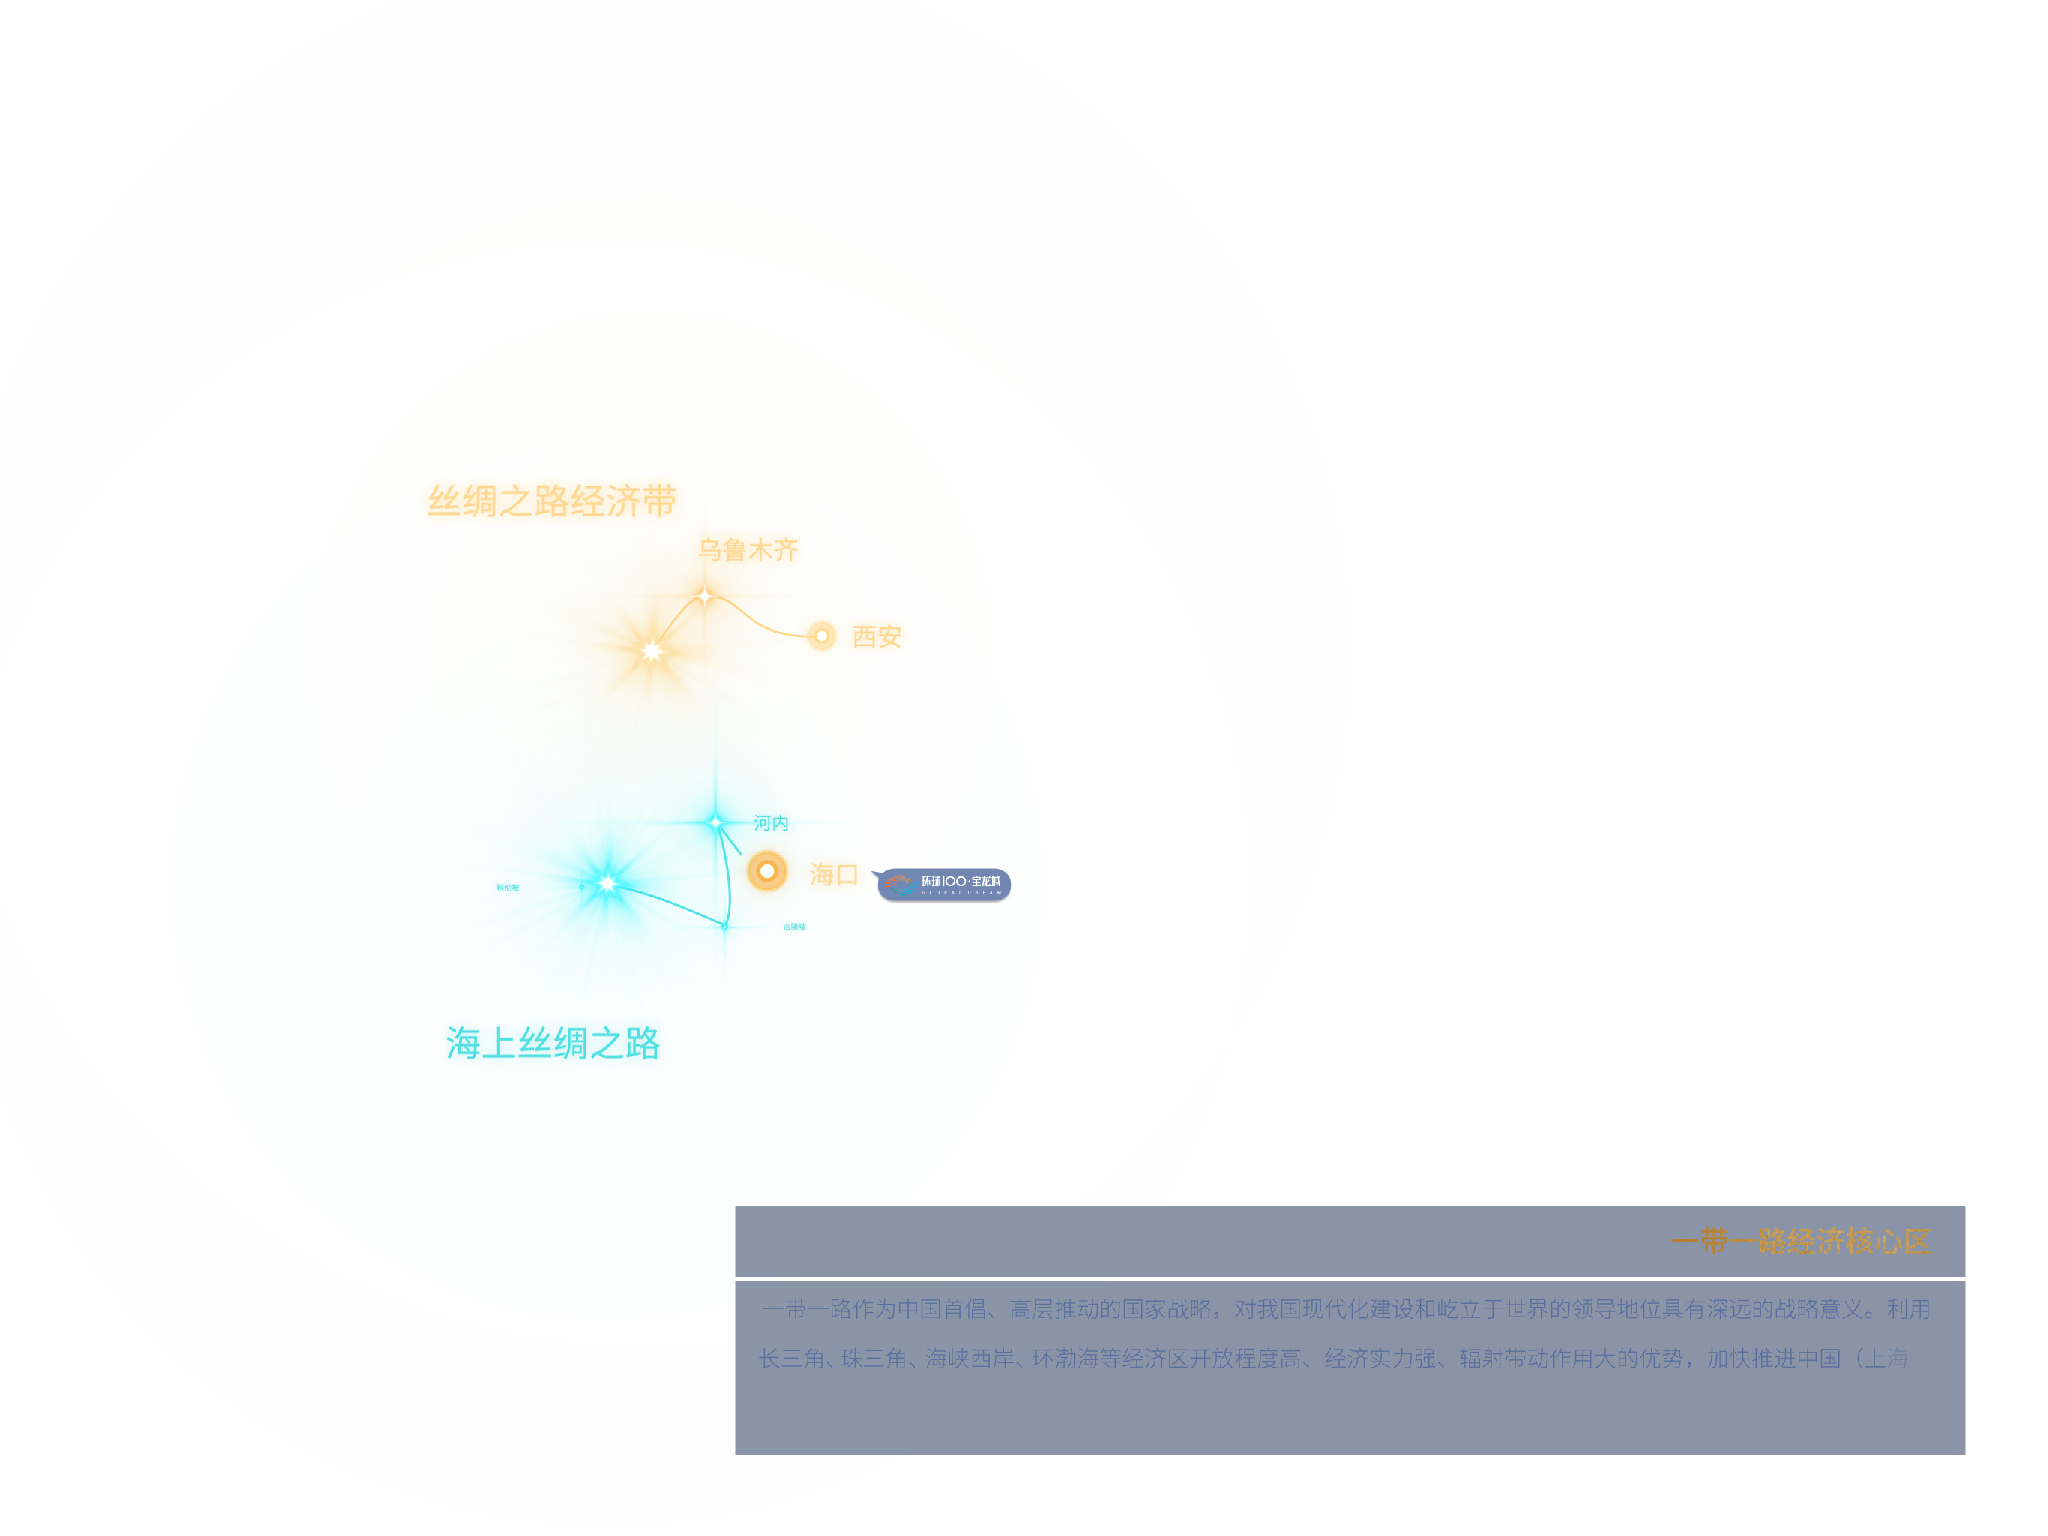 丝绸之路经济带
乌鲁木齐
西安
河内
海口
环球100·宝龙城
科伦坡
吉隆坡
海上丝绸之路
一带一路经济核心区
一带一路作为中国首倡、高层推动的国家战略，对我国现代化建设和屹立于世界的领导地位具有深远的战略意义。利用
长三角、珠三角、海峡西岸、环渤海等经济区开放程度高、经济实力强、辐射带动作用大的优势，加快推进中国（上海